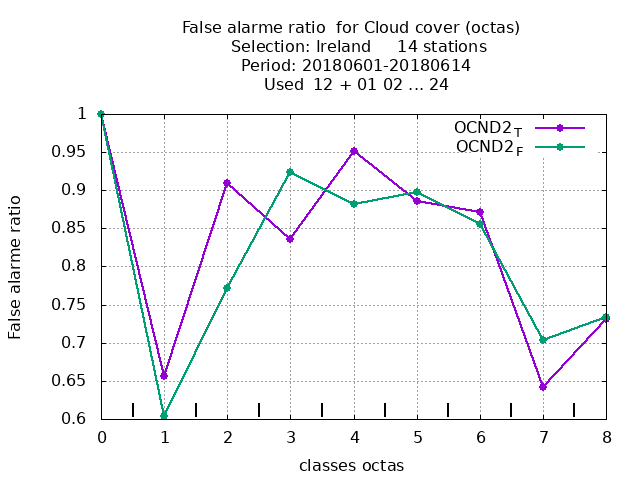 False alarme ratio  for Cloud cover (octas)
Selection: Ireland     14 stations
Period: 20180601-20180614
Used  12 + 01 02 ... 24
OCND2T
OCND2F
False alarme ratio
1
0.95
0.9
0.85
0.8
0.75
0.7
0.65
0.6
0 1 2 3 4 5 6 7 8
classes octas